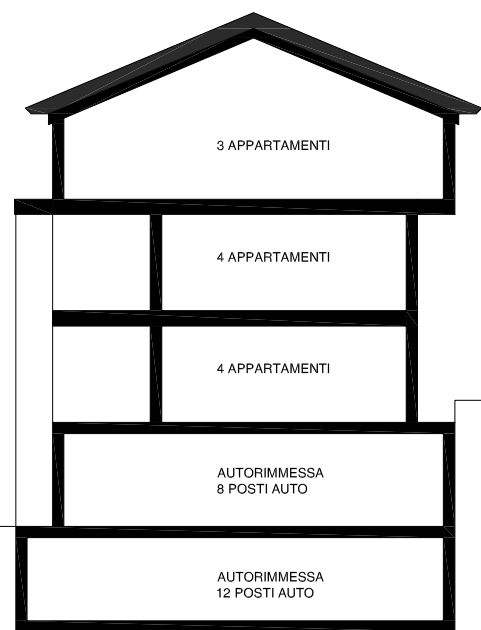 3 APPARTAMENTI
4 APPARTAMENTI
4 APPARTAMENTI
AUTORIMMESSA
8 POSTI AUTO
AUTORIMMESSA
12 POSTI AUTO